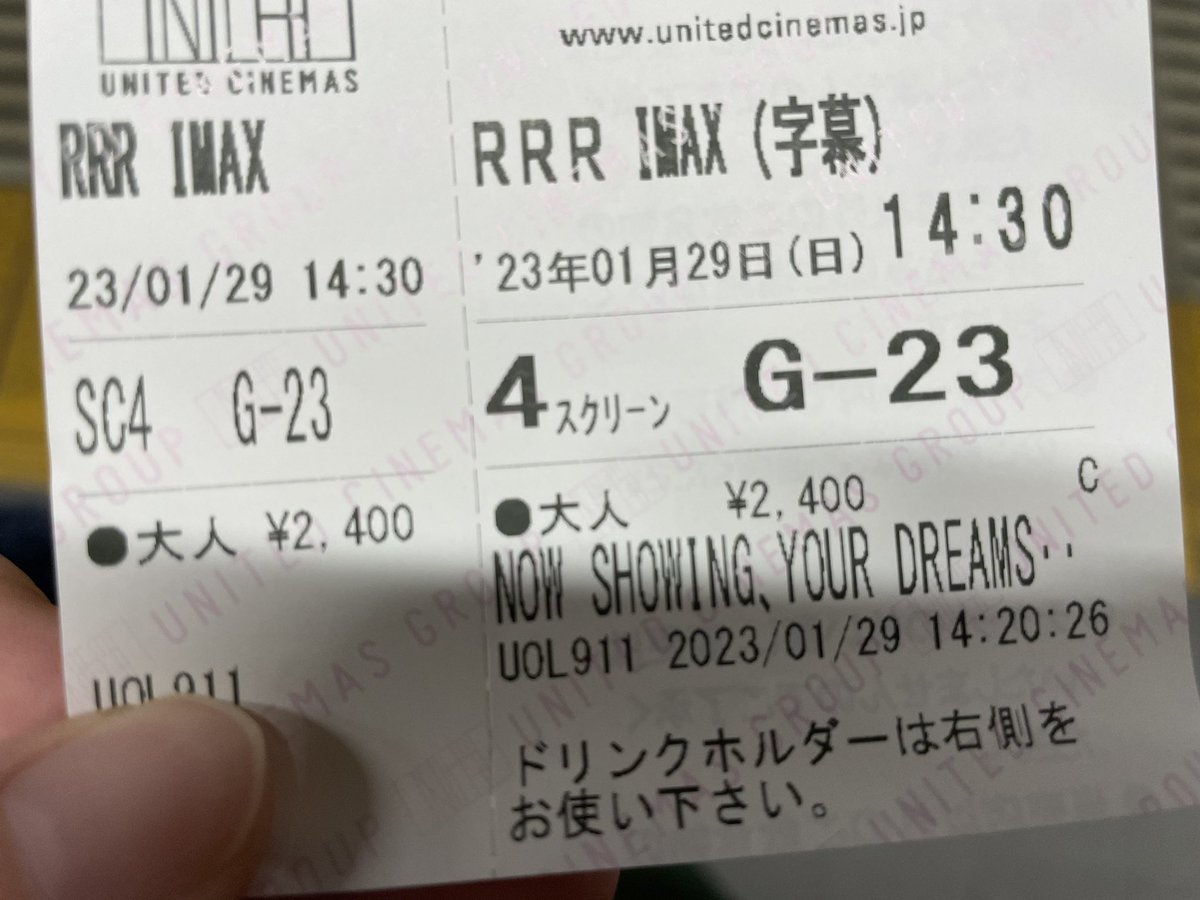 UNITED CINEMAS
RRR IMAX
23/01/29 14:30
SC4 G-23
●大人 ¥2,400
UOL911
www.unitedcinemas.jp
RRR IMAX (字幕)
'23年01月29日(日) 14:30
4スクリーン G-23
C
●大人 ¥2,400
NOW SHOWING、YOUR DREAMS‥
UOL911 2023/01/29 14:20:26
ドリンクホルダーは右側を
お使い下さい。